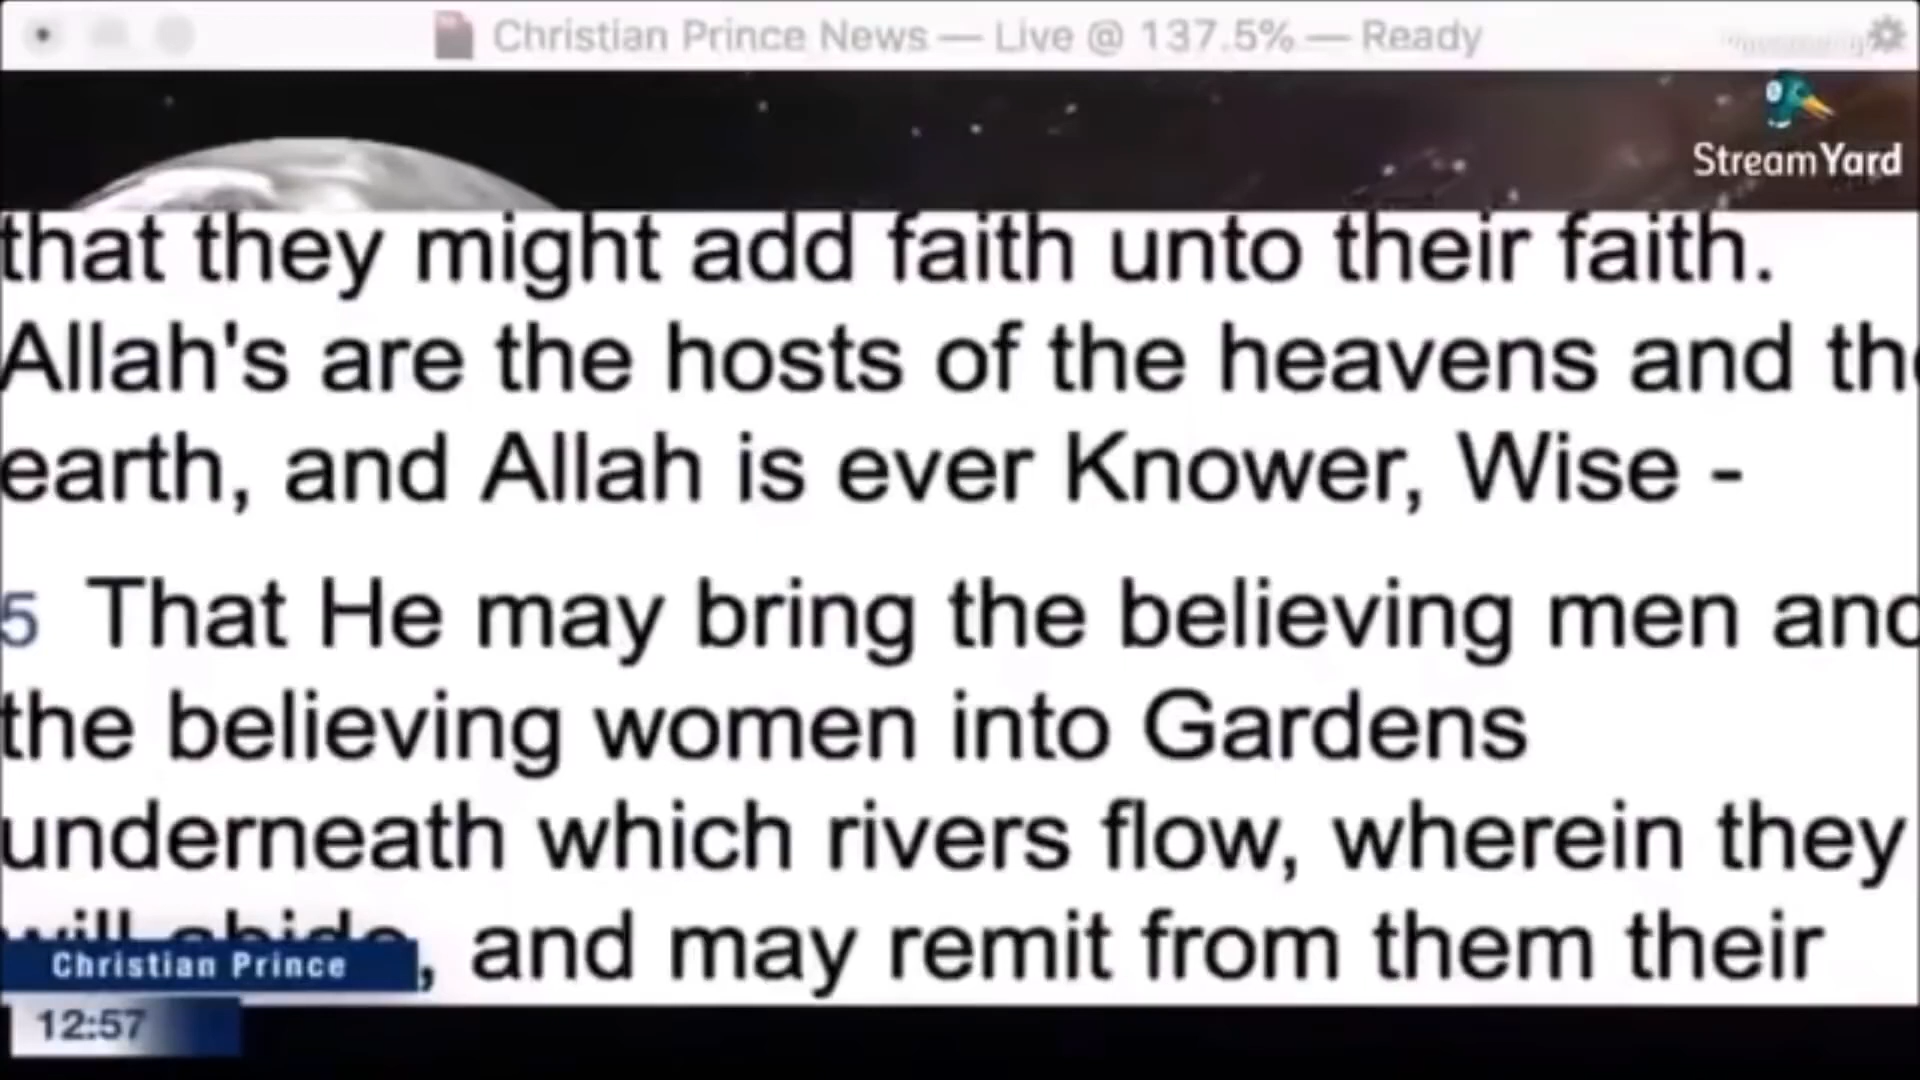 Christian Prince News — Live @ 137.5% — Ready
StreamYard
that they might add faith unto their faith.
Allah's are the hosts of the heavens and the
earth, and Allah is ever Knower, Wise -
5 That He may bring the believing men and
the believing women into Gardens
underneath which rivers flow, wherein they
will abide, and may remit from them their
Christian Prince
12:57